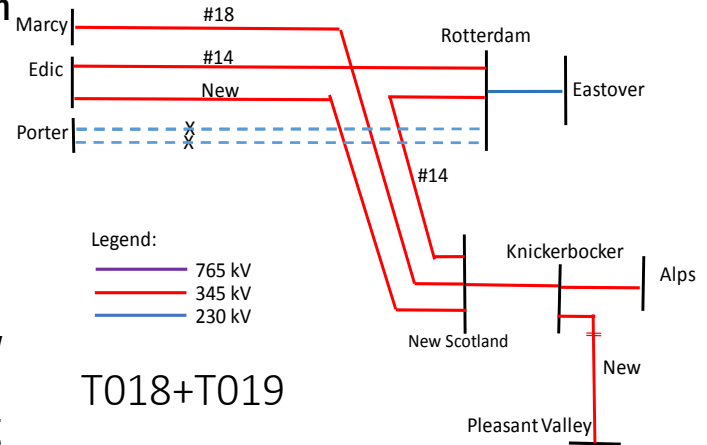 Marcy
#18
Rotterdam
Edic
#14
New
Eastover
Porter
X
X
#14
Legend:
765 kV
345 kV
230 kV
Knickerbocker
Alps
New Scotland
New
T018+T019
Pleasant Valley